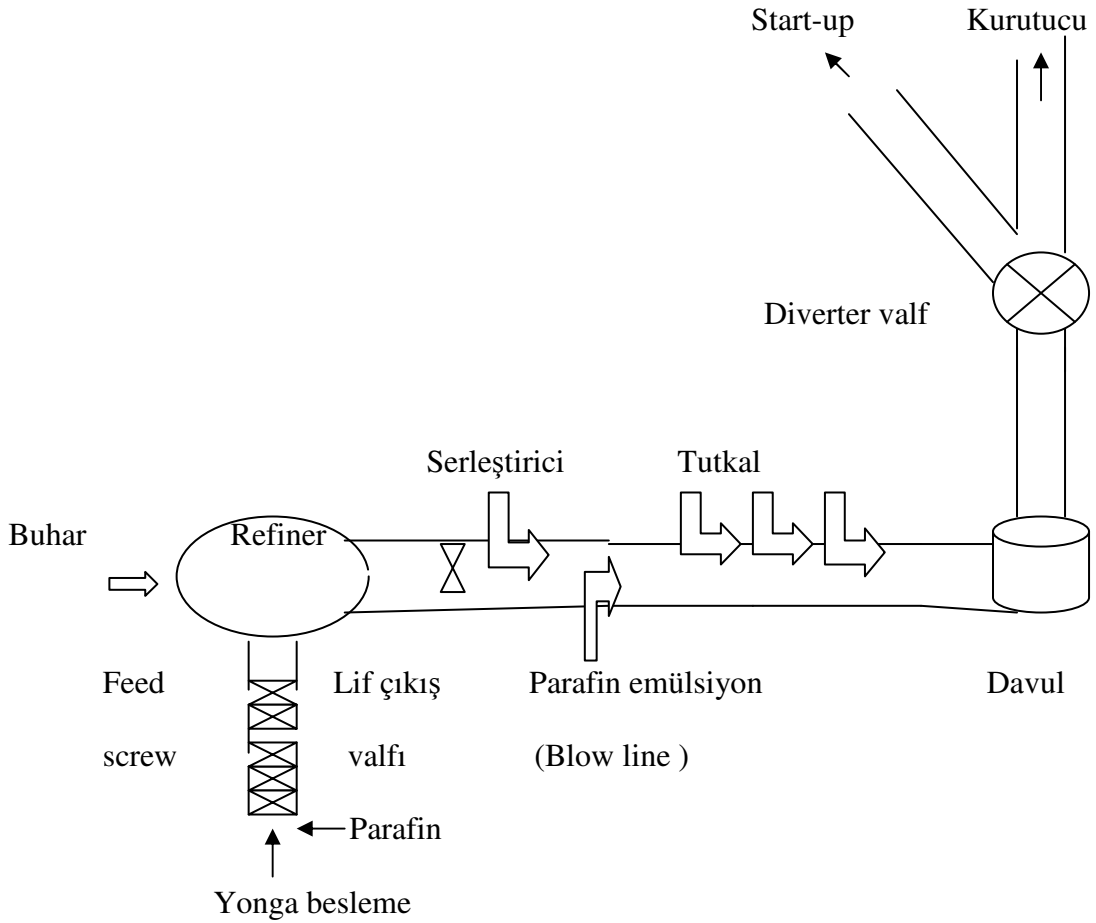 Start-up
Kurutucu
Diverter valf
Serleştirici
Tutkal
Buhar
Refiner
Feed
screw
Lif çıkış
valfı
Parafin emülsiyon
(Blow line )
Davul
Parafin
Yonga besleme